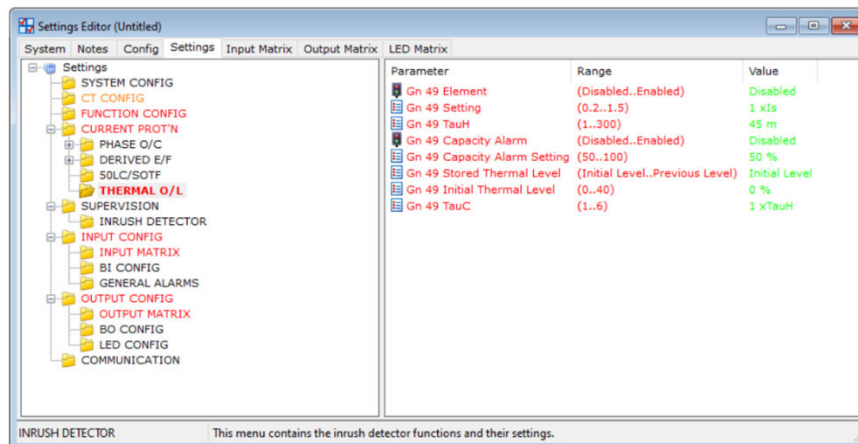 Settings Editor (Untitled)
System Notes Config Settings Input Matrix Output Matrix LED Matrix
Settings
SYSTEM CONFIG
CT CONFIG
FUNCTION CONFIG
CURRENT PROT'N
PHASE O/C
DERIVED E/F
50LC/SOTF
THERMAL O/L
SUPERVISION
INRUSH DETECTOR
INPUT CONFIG
INPUT MATRIX
BI CONFIG
GENERAL ALARMS
OUTPUT CONFIG
OUTPUT MATRIX
BO CONFIG
LED CONFIG
COMMUNICATION
Parameter Range Value
Gn 49 Element (Disabled..Enabled) Disabled
Gn 49 Setting (0.2..1.5) 1 xIs
Gn 49 TauH (1..300) 45 m
Gn 49 Capacity Alarm (Disabled..Enabled) Disabled
Gn 49 Capacity Alarm Setting (50..100) 50 %
Gn 49 Stored Thermal Level (Initial Level..Previous Level) Initial Level
Gn 49 Initial Thermal Level (0..40) 0 %
Gn 49 TauC (1..6) 1 xTauH
INRUSH DETECTOR This menu contains the inrush detector functions and their settings.